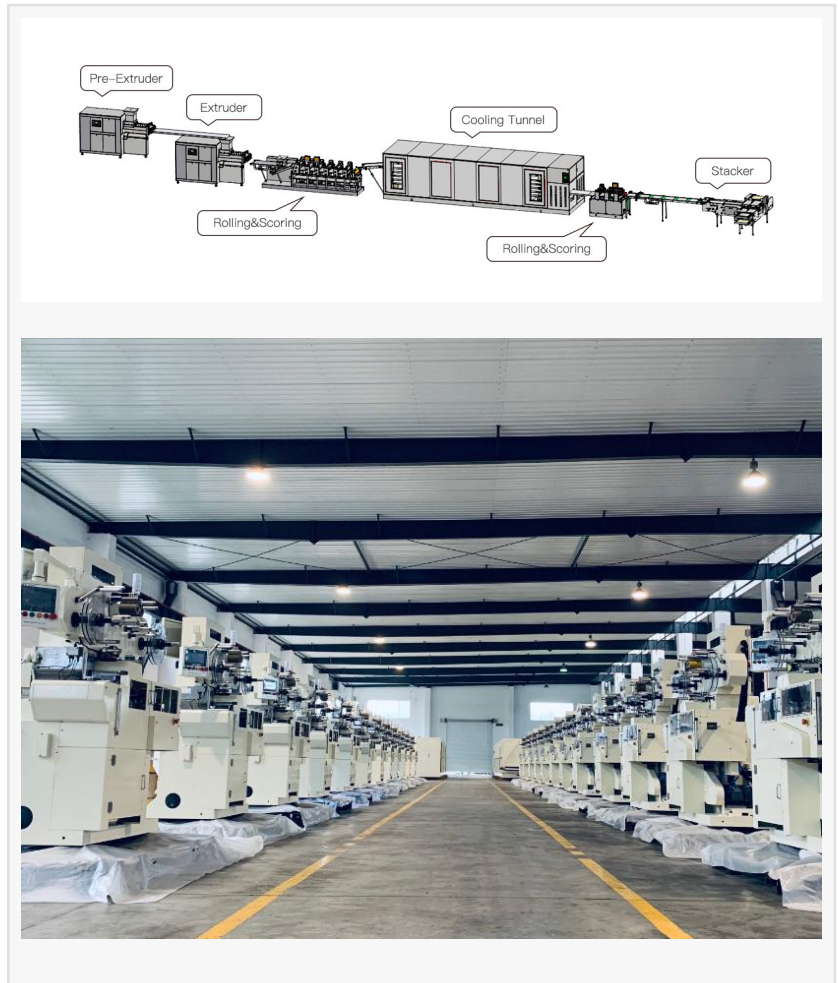 Pre-Extruder
Extruder
Cooling Tunnel
Stacker
Rolling&Scoring
Rolling&Scoring